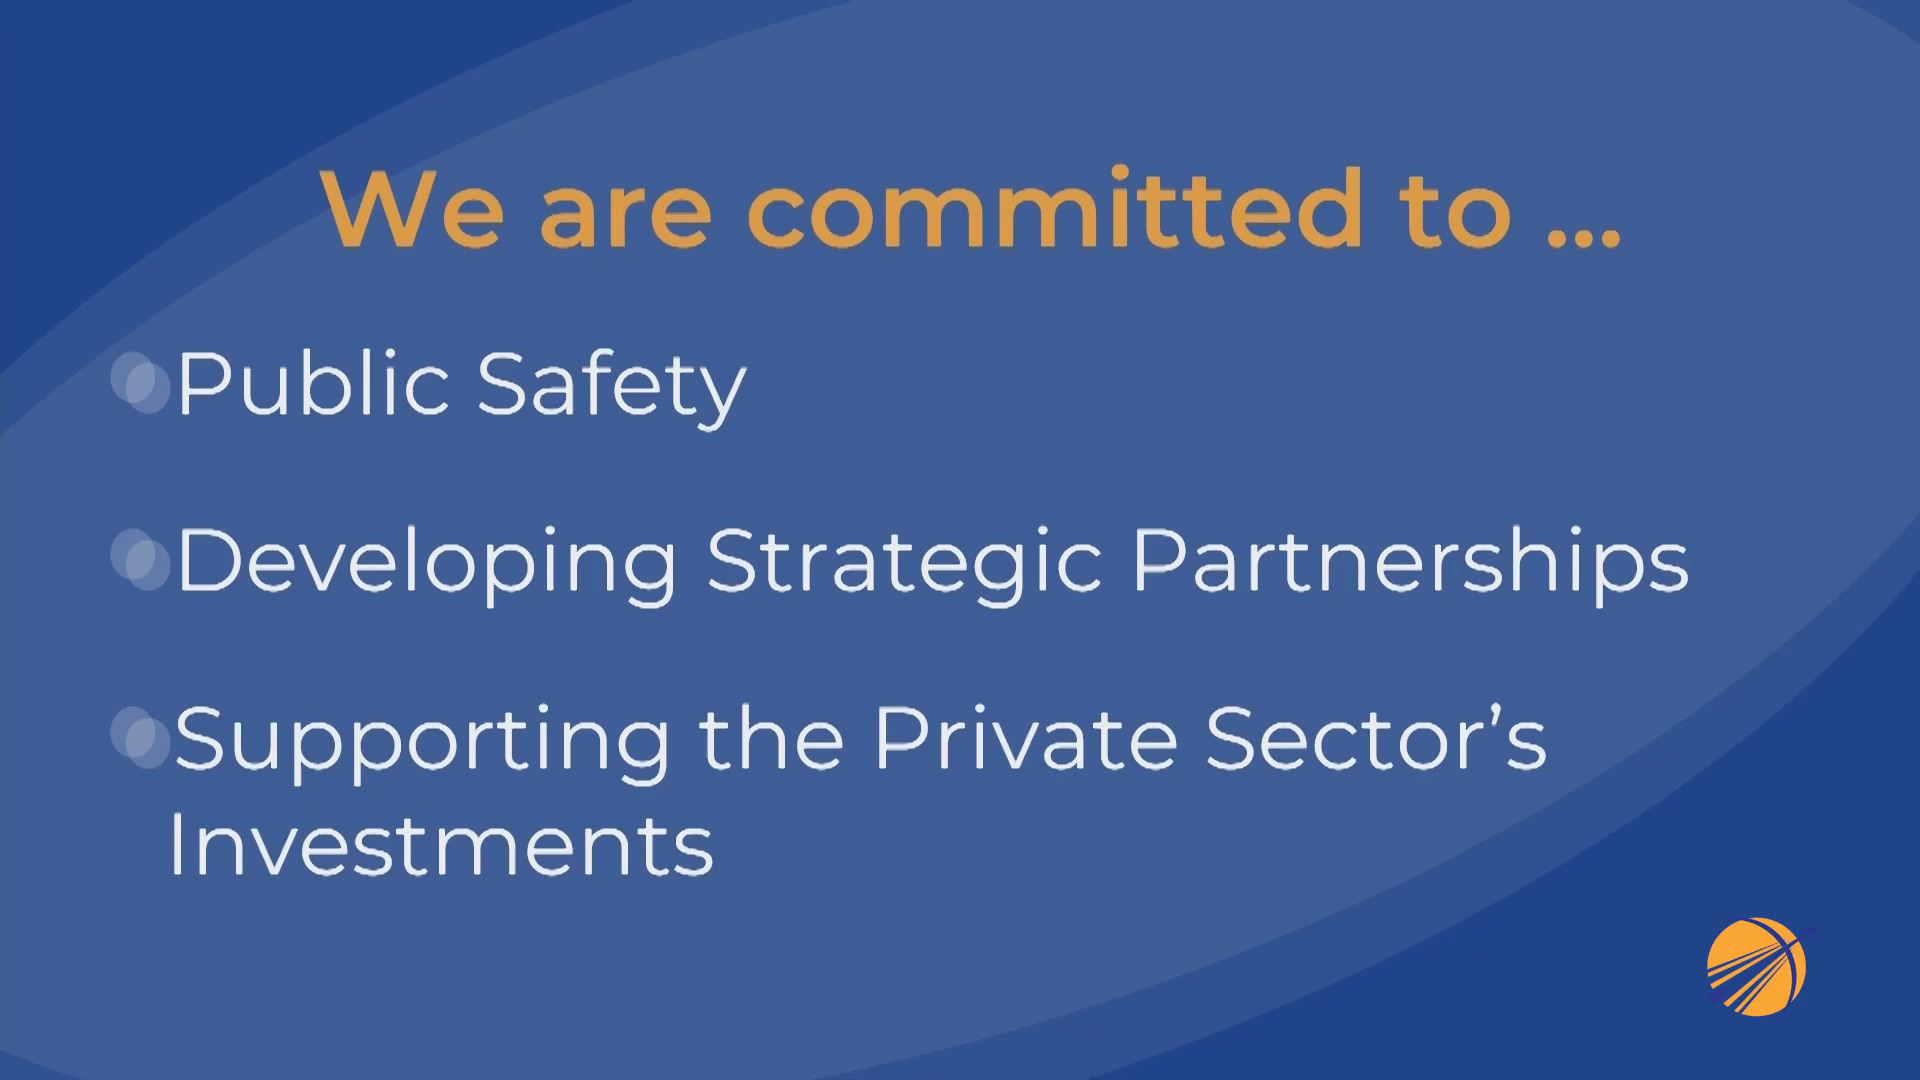 We are committed to ...
Public Safety
Developing Strategic Partnerships
Supporting the Private Sector’s
Investments